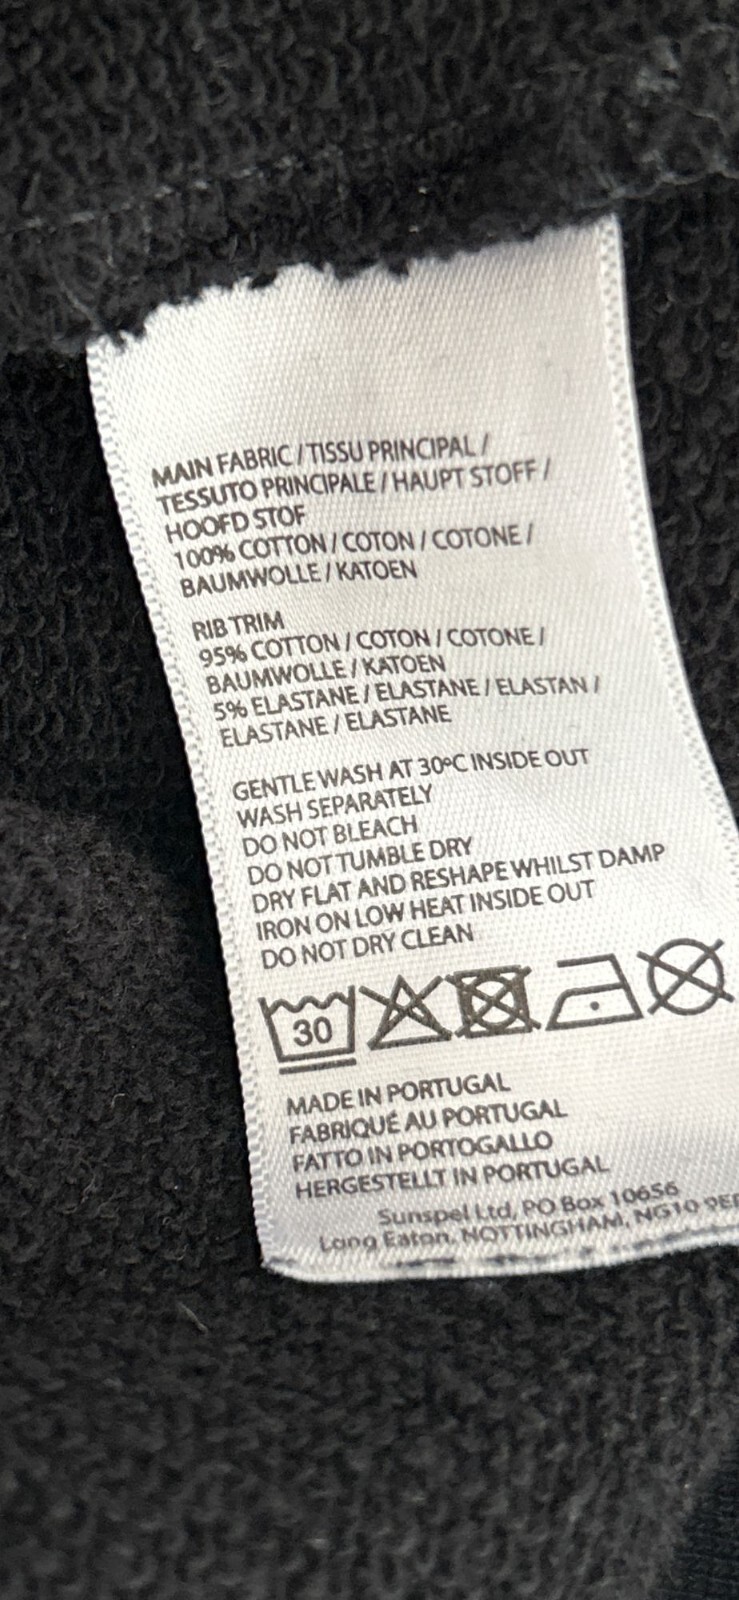 MAIN FABRIC / TISSU PRINCIPAL /
TESSUTO PRINCIPALE / HAUPT STOFF /
HOOFD STOF
100% COTTON / COTON / COTONE /
BAUMWOLLE / KATOEN
RIB TRIM
95% COTTON / COTON / COTONE /
BAUMWOLLE / KATOEN
5% ELASTANE / ELASTANE / ELASTAN /
ELASTANE / ELASTANE
GENTLE WASH AT 30ºC INSIDE OUT
WASH SEPARATELY
DO NOT BLEACH
DO NOT TUMBLE DRY
DRY FLAT AND RESHAPE WHILST DAMP
IRON ON LOW HEAT INSIDE OUT
DO NOT DRY CLEAN
30
MADE IN PORTUGAL
FABRIQUÉ AU PORTUGAL
FATTO IN PORTOGALLO
HERGESTELLT IN PORTUGAL
Sunspel Ltd, PO Box 10656
Long Eaton, NOTTINGHAM, NG10